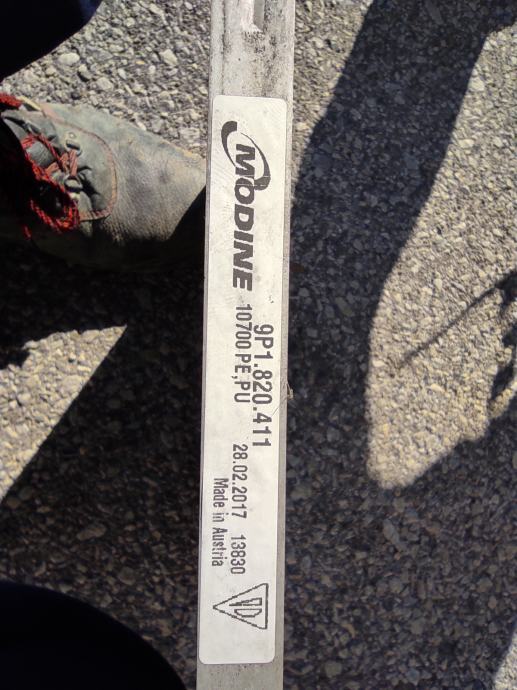 MODINE
9P1.820.411
10700.PE,PU
28.02.2017 13830
Made in Austria